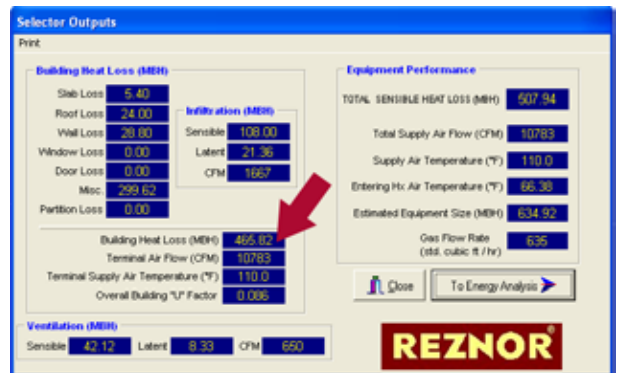 Selector Outputs
Print
Building Heat Loss (MBH)
Slab Loss 5.40
Roof Loss 24.00
Wall Loss 28.80
Window Loss 0.00
Door Loss 0.00
Misc. 299.62
Partition Loss 0.00
Infiltration (MBH)
Sensible 108.00
Latent 21.36
CFM 1667
Building Heat Loss (MBH) 465.82
Terminal Air Flow (CFM) 10783
Terminal Supply Air Temperature (°F) 110.0
Overall Building "U" Factor 0.086
Ventilation (MBH)
Sensible 42.12 Latent 8.33 CFM 650
Equipment Performance
TOTAL SENSIBLE HEAT LOSS (MBH) 507.94
Total Supply Air Flow (CFM) 10783
Supply Air Temperature (°F) 110.0
Entering Hx Air Temperature (°F) 66.38
Estimated Equipment Size (MBH) 634.92
Gas Flow Rate
(std. cubic ft / hr) 635
Close To Energy Analysis
REZNOR®